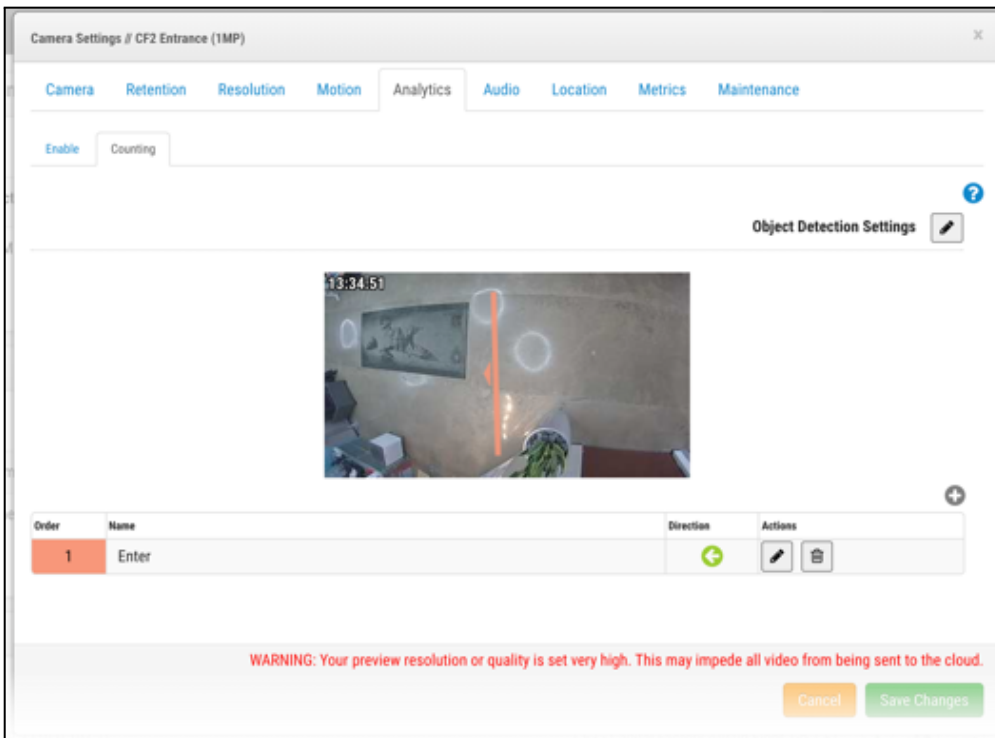 Camera Settings // CF2 Entrance (1MP)
Camera Retention Resolution Motion Analytics Audio Location Metrics Maintenance
Enable Counting
Object Detection Settings
13:34:51
Order Name Direction Actions
1 Enter
WARNING: Your preview resolution or quality is set very high. This may impede all video from being sent to the cloud.
Cancel Save Changes